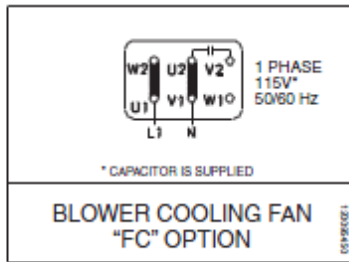 W2 U2 V2
U1 V1 W1
L1 N
1 PHASE
115V*
50/60 Hz
* CAPACITOR IS SUPPLIED
BLOWER COOLING FAN
"FC" OPTION